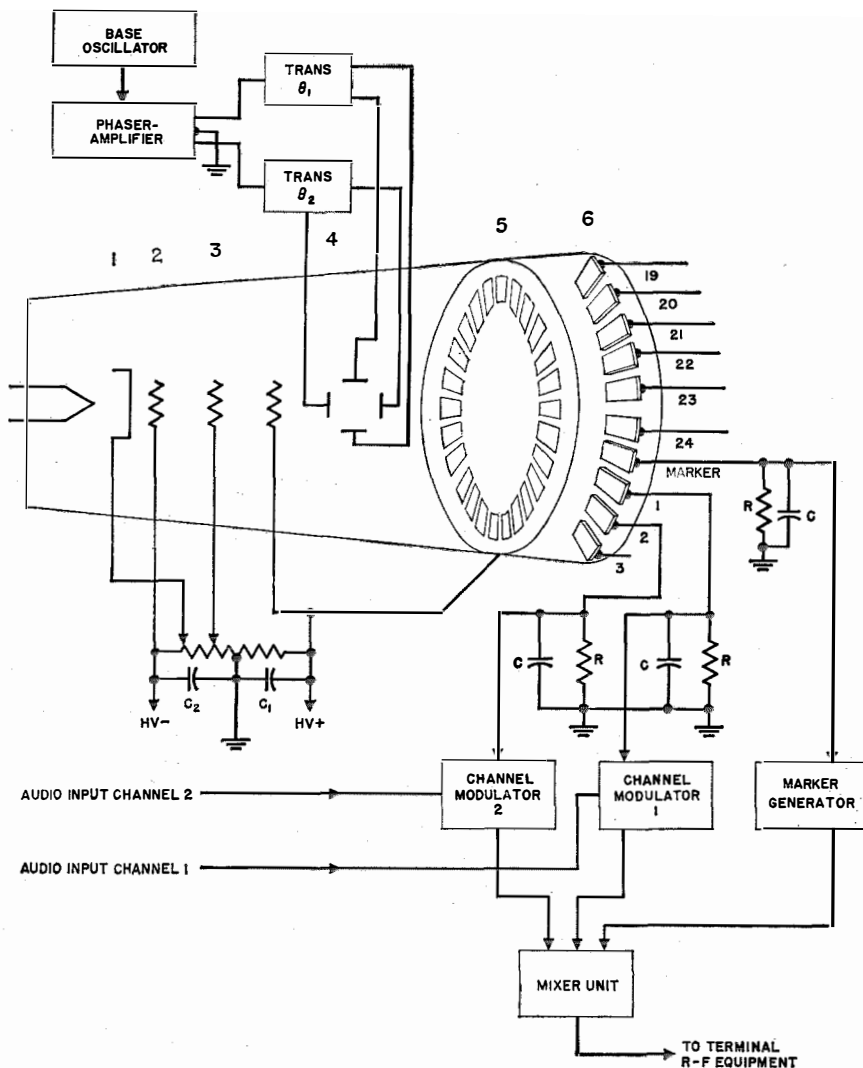 BASE
OSCILLATOR
PHASER-
AMPLIFIER
TRANS
θ1
TRANS
θ2
1 2 3 4 5 6
19
20
21
22
23
24
MARKER
1
2
3
R C
C R C R
C2 C1
HV- HV+
AUDIO INPUT CHANNEL 2
CHANNEL
MODULATOR
2
CHANNEL
MODULATOR
1
MARKER
GENERATOR
AUDIO INPUT CHANNEL 1
MIXER UNIT
TO TERMINAL
R-F EQUIPMENT